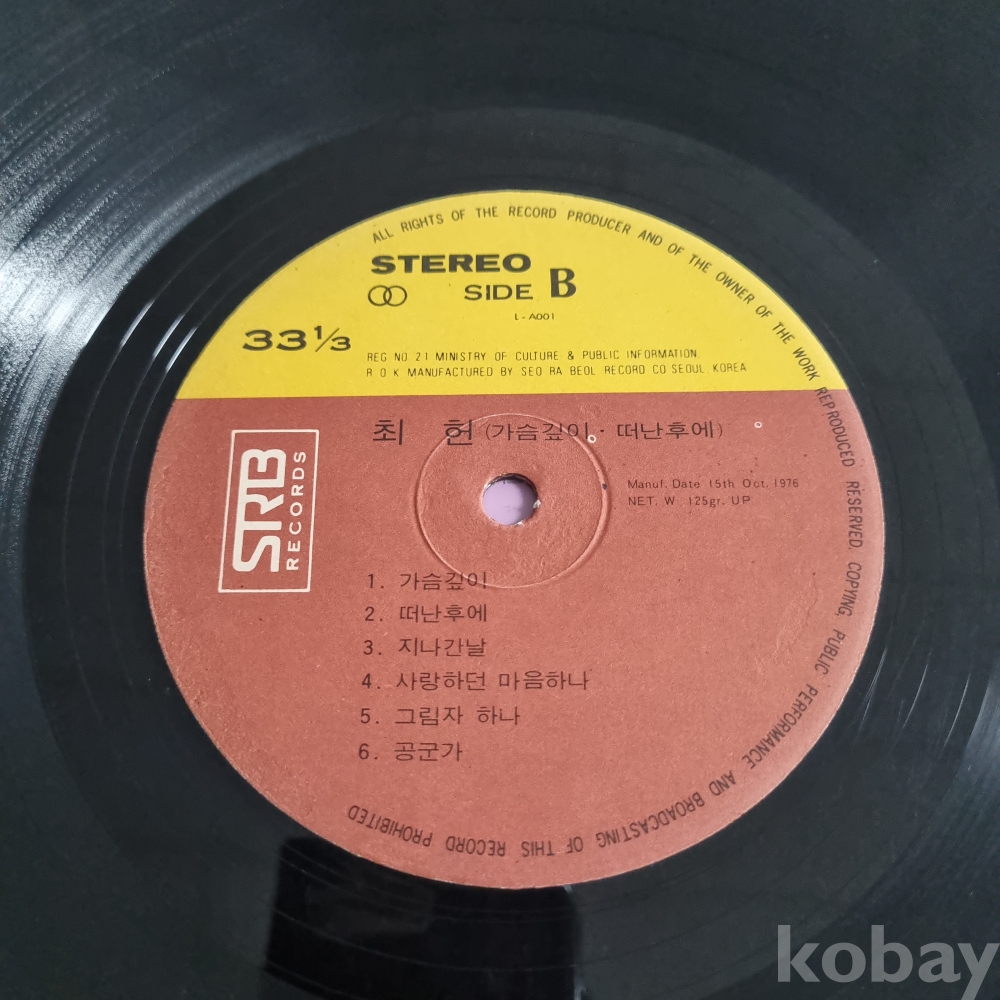 ALL RIGHTS OF THE RECORD PRODUCER AND OF THE OWNER OF THE WORK REPRODUCED RESERVED. COPYING, PUBLIC PERFORMANCE AND BROADCASTING OF THIS RECORD PROHIBITED
STEREO
SIDE B
L-A001
33 1/3
REG NO 21 MINISTRY OF CULTURE & PUBLIC INFORMATION
R O K MANUFACTURED BY SEO RA BEOL RECORD CO SEOUL KOREA
최 헌 (가슴깊이·떠난후에)
SRB
RECORDS
Manuf. Date 15th Oct. 1976
NET. W 125gr. UP
1. 가슴깊이
2. 떠난후에
3. 지나간날
4. 사랑하던 마음하나
5. 그림자 하나
6. 공군가
kobay